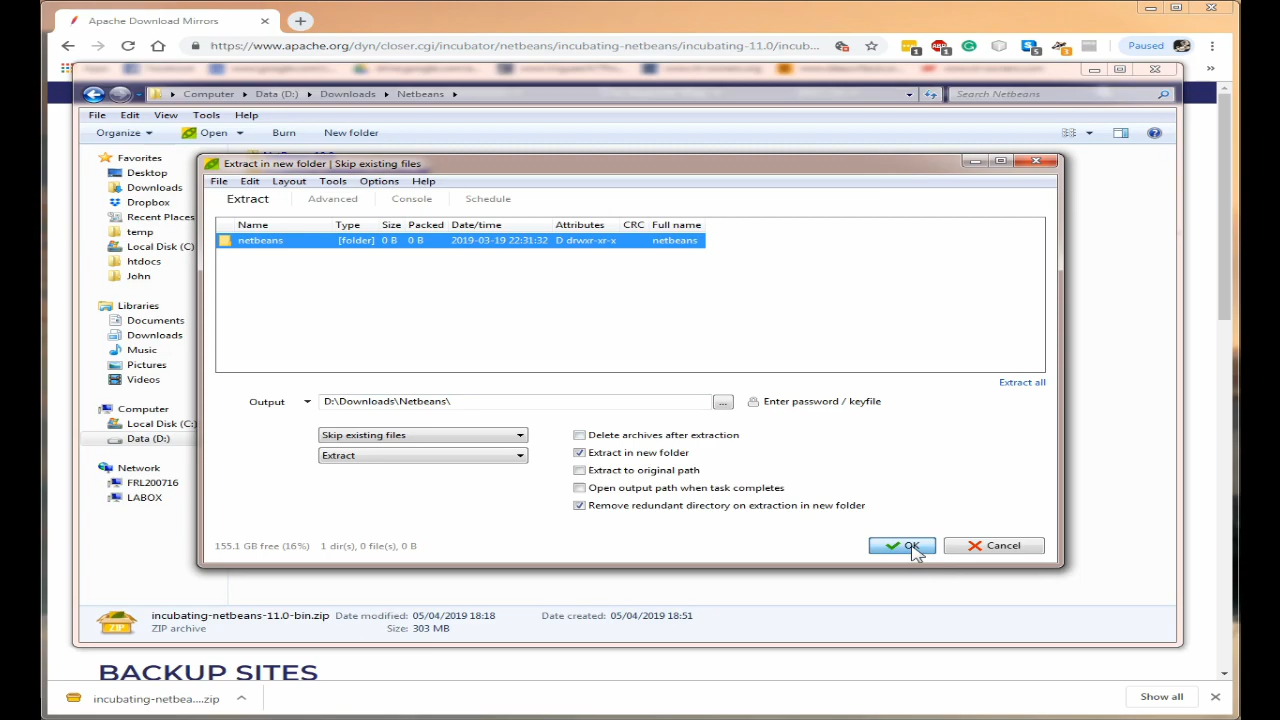 Apache Download Mirrors
https://www.apache.org/dyn/closer.cgi/incubator/netbeans/incubating-netbeans/incubating-11.0/incub...
1
1
5
3
Paused
Computer
Data (D:)
Downloads
Netbeans
Search Netbeans
File Edit View Tools Help
Organize Open Burn New folder
Favorites
Desktop
Downloads
Dropbox
Recent Places
temp
Local Disk (C
htdocs
John
Libraries
Documents
Downloads
Music
Pictures
Videos
Computer
Local Disk (C:
Data (D:)
Network
FRL200716
LABOX
Extract in new folder | Skip existing files
File Edit Layout Tools Options Help
Extract Advanced Console Schedule
Name Type Size Packed Date/time Attributes CRC Full name
netbeans [folder] 0 B 0 B 2019-03-19 22:31:32 D drwxr-xr-x netbeans
Extract all
Output D:\Downloads\Netbeans\ ... Enter password / keyfile
Skip existing files
Extract
Delete archives after extraction
Extract in new folder
Extract to original path
Open output path when task completes
Remove redundant directory on extraction in new folder
155.1 GB free (16%) 1 dir(s), 0 file(s), 0 B
OK Cancel
incubating-netbeans-11.0-bin.zip Date modified: 05/04/2019 18:18 Date created: 05/04/2019 18:51
ZIP archive Size: 303 MB
ZIP
BACKUP SITES
incubating-netbea....zip
Show all